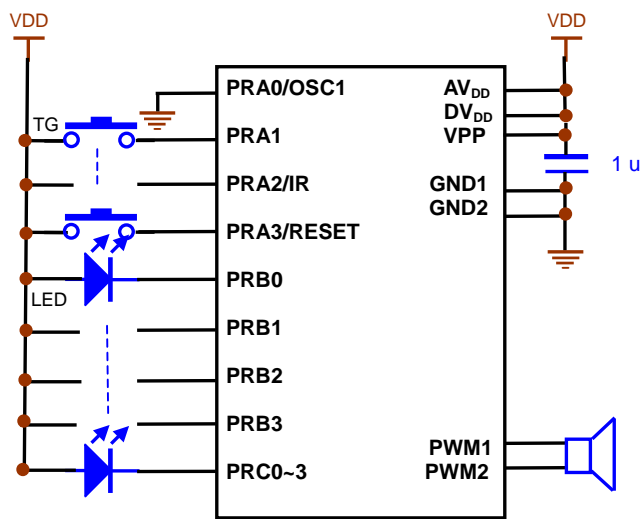 VDD
VDD
PRA0/OSC1
TG
PRA1
PRA2/IR
PRA3/RESET
LED
PRB0
PRB1
PRB2
PRB3
PRC0~3
AVDD
DVDD
VPP
1 u
GND1
GND2
PWM1
PWM2